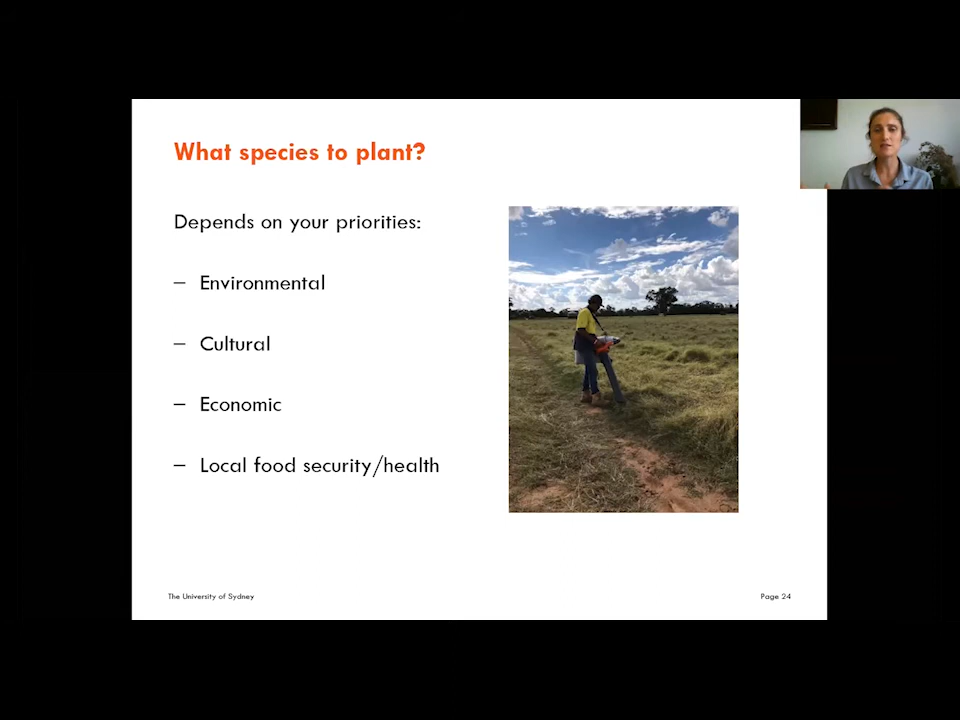 What species to plant?
Depends on your priorities:
– Environmental
– Cultural
– Economic
– Local food security/health
The University of Sydney
Page 24